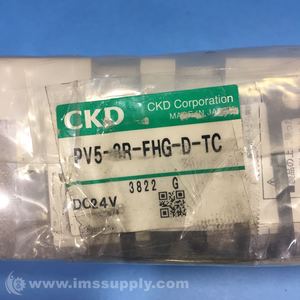 CKD
CKD Corporation
MADE IN JAPAN
PV5-8R-FHG-D-TC
3822 G
DC24V
© www.imssupply.com